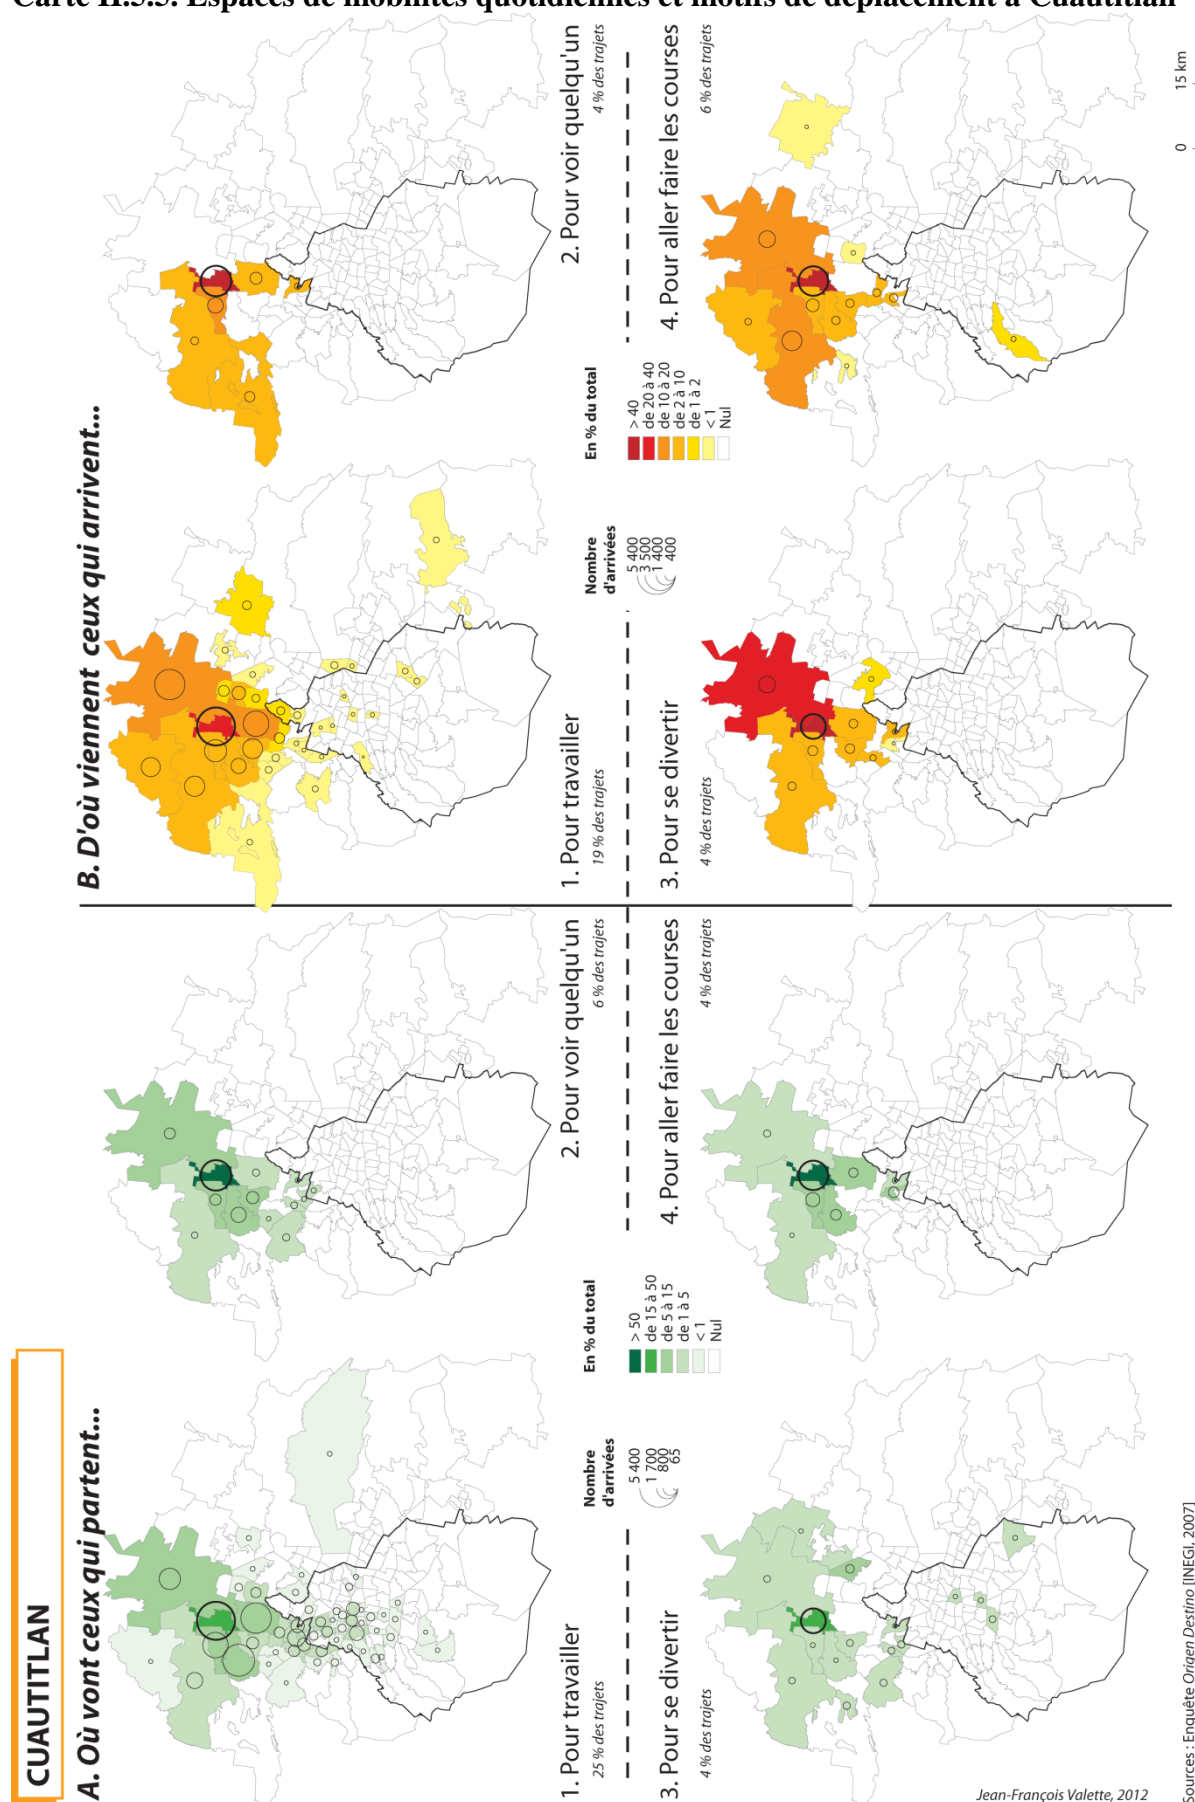 Carte II.5.5. Espaces de mobilités quotidiennes et motifs de déplacement à Cuautitlan
CUAUTITLAN
A. Où vont ceux qui partent...
1. Pour travailler
25 % des trajets
2. Pour voir quelqu'un
6 % des trajets
3. Pour se divertir
4 % des trajets
4. Pour aller faire les courses
4 % des trajets
Nombre
d'arrivées
5 400
1 700
800
65
En % du total
> 50
de 15 à 50
de 5 à 15
de 1 à 5
< 1
Nul
B. D'où viennent ceux qui arrivent...
1. Pour travailler
19 % des trajets
2. Pour voir quelqu'un
4 % des trajets
3. Pour se divertir
4 % des trajets
4. Pour aller faire les courses
6 % des trajets
Nombre
d'arrivées
5 400
3 500
1 400
400
En % du total
> 40
de 20 à 40
de 10 à 20
de 2 à 10
de 1 à 2
< 1
Nul
0 15 km
Jean-François Valette, 2012
Sources : Enquête Origen Destino [INEGI, 2007]